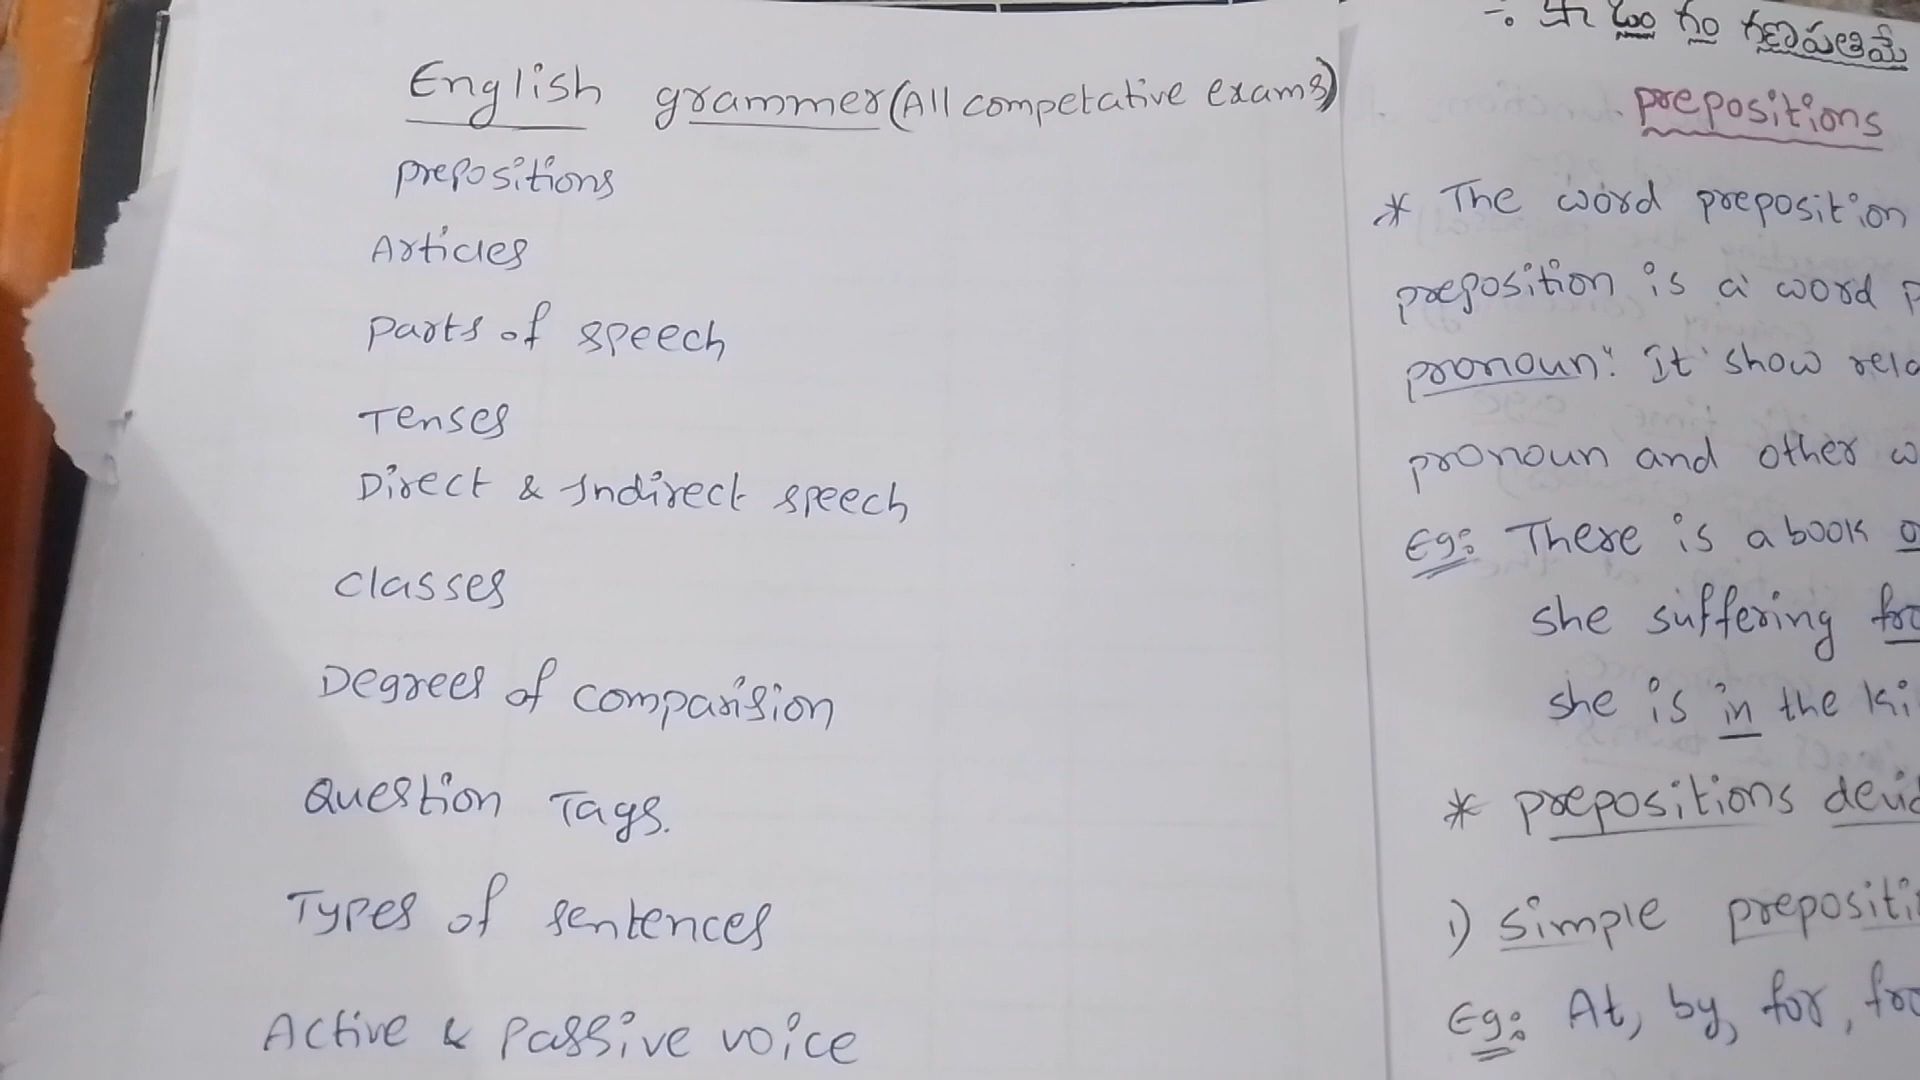 English grammer (All competative exams)
prepositions
Articles
parts of speech
Tenses
Direct & Indirect speech
classes
Degrees of comparision
Question Tags.
Types of sentences
Active & passive voice
prepositions
* The word preposition
preposition is a word
pronoun". It show
pronoun and other
Eg: There is a book
she suffering
she is in the
* prepositions
1) simple
Eg: At, by, for,